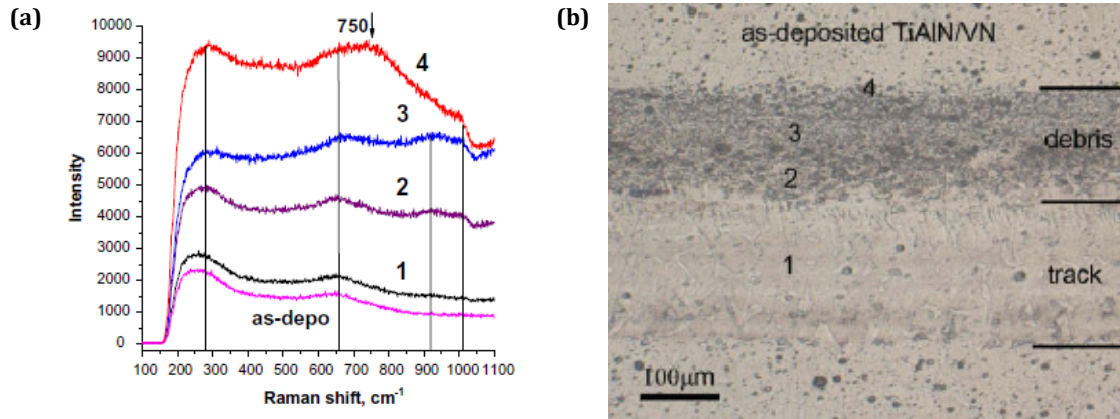 (a)
750
10000
9000
8000
7000
6000
5000
4000
3000
2000
1000
0
Intensity
4
3
2
1
as-depo
100 200 300 400 500 600 700 800 900 1000 1100
Raman shift, cm-1
(b)
as-deposited TiAlN/VN
4
3
debris
2
1
track
100μm